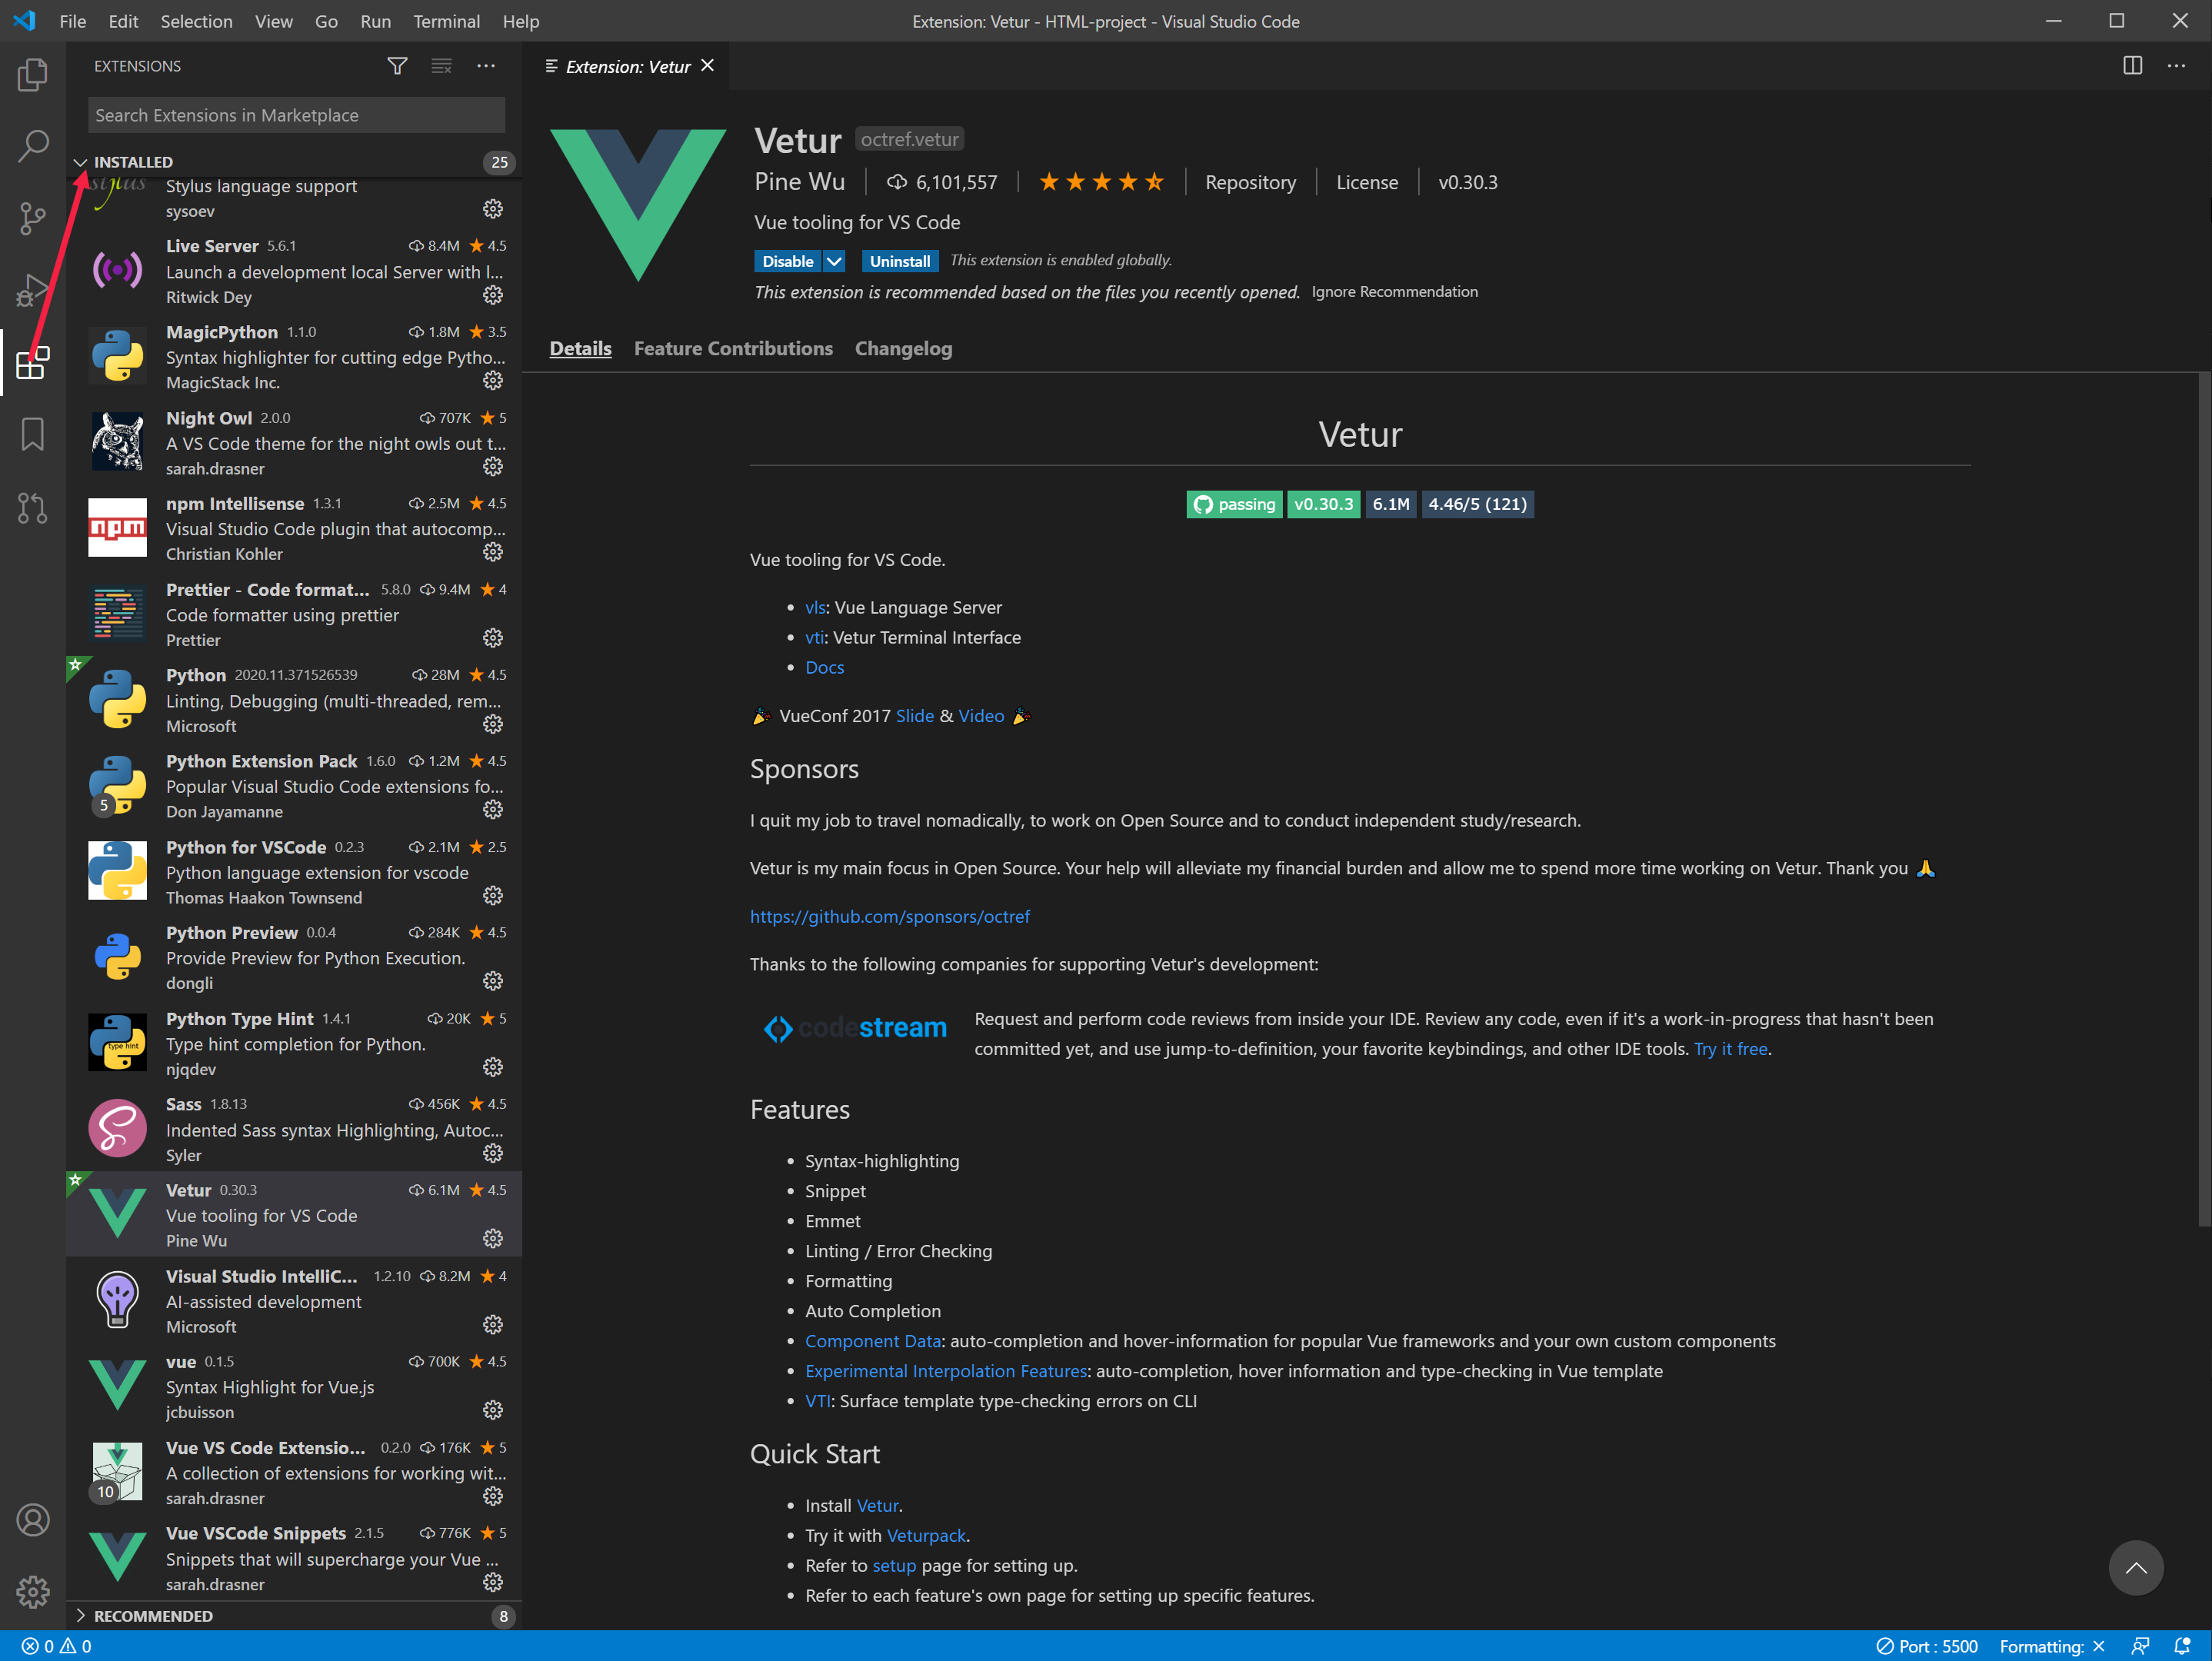 File Edit Selection View Go Run Terminal Help
Extension: Vetur - HTML-project - Visual Studio Code
EXTENSIONS
Search Extensions in Marketplace
INSTALLED 25
stylus
Stylus language support
sysoev
Live Server 5.6.1 8.4M 4.5
Launch a development local Server with l...
Ritwick Dey
MagicPython 1.1.0 1.8M 3.5
Syntax highlighter for cutting edge Pytho...
MagicStack Inc.
Night Owl 2.0.0 707K 5
A VS Code theme for the night owls out t...
sarah.drasner
npm
npm Intellisense 1.3.1 2.5M 4.5
Visual Studio Code plugin that autocomp...
Christian Kohler
Prettier - Code format... 5.8.0 9.4M 4
Code formatter using prettier
Prettier
Python 2020.11.371526539 28M 4.5
Linting, Debugging (multi-threaded, rem...
Microsoft
Python Extension Pack 1.6.0 1.2M 4.5
Popular Visual Studio Code extensions fo...
5
Don Jayamanne
Python for VSCode 0.2.3 2.1M 2.5
Python language extension for vscode
Thomas Haakon Townsend
Python Preview 0.0.4 284K 4.5
Provide Preview for Python Execution.
dongli
Python Type Hint 1.4.1 20K 5
type hint
Type hint completion for Python.
njqdev
Sass 1.8.13 456K 4.5
Indented Sass syntax Highlighting, Autoc...
Syler
Vetur 0.30.3 6.1M 4.5
Vue tooling for VS Code
Pine Wu
Visual Studio IntelliC... 1.2.10 8.2M 4
AI-assisted development
Microsoft
vue 0.1.5 700K 4.5
Syntax Highlight for Vue.js
jcbuisson
Vue VS Code Extensio... 0.2.0 176K 5
A collection of extensions for working wit...
10
sarah.drasner
Vue VSCode Snippets 2.1.5 776K 5
Snippets that will supercharge your Vue ...
sarah.drasner
RECOMMENDED 8
Extension: Vetur
Vetur octref.vetur
Pine Wu 6,101,557 Repository License v0.30.3
Vue tooling for VS Code
Disable Uninstall This extension is enabled globally.
This extension is recommended based on the files you recently opened. Ignore Recommendation
Details Feature Contributions Changelog
Vetur
passing v0.30.3 6.1M 4.46/5 (121)
Vue tooling for VS Code.
vls: Vue Language Server
vti: Vetur Terminal Interface
Docs
VueConf 2017 Slide & Video
Sponsors
I quit my job to travel nomadically, to work on Open Source and to conduct independent study/research.
Vetur is my main focus in Open Source. Your help will alleviate my financial burden and allow me to spend more time working on Vetur. Thank you
https://github.com/sponsors/octref
Thanks to the following companies for supporting Vetur's development:
codestream
Request and perform code reviews from inside your IDE. Review any code, even if it's a work-in-progress that hasn't been
committed yet, and use jump-to-definition, your favorite keybindings, and other IDE tools. Try it free.
Features
Syntax-highlighting
Snippet
Emmet
Linting / Error Checking
Formatting
Auto Completion
Component Data: auto-completion and hover-information for popular Vue frameworks and your own custom components
Experimental Interpolation Features: auto-completion, hover information and type-checking in Vue template
VTI: Surface template type-checking errors on CLI
Quick Start
Install Vetur.
Try it with Veturpack.
Refer to setup page for setting up.
Refer to each feature's own page for setting up specific features.
0 0
Port : 5500 Formatting: